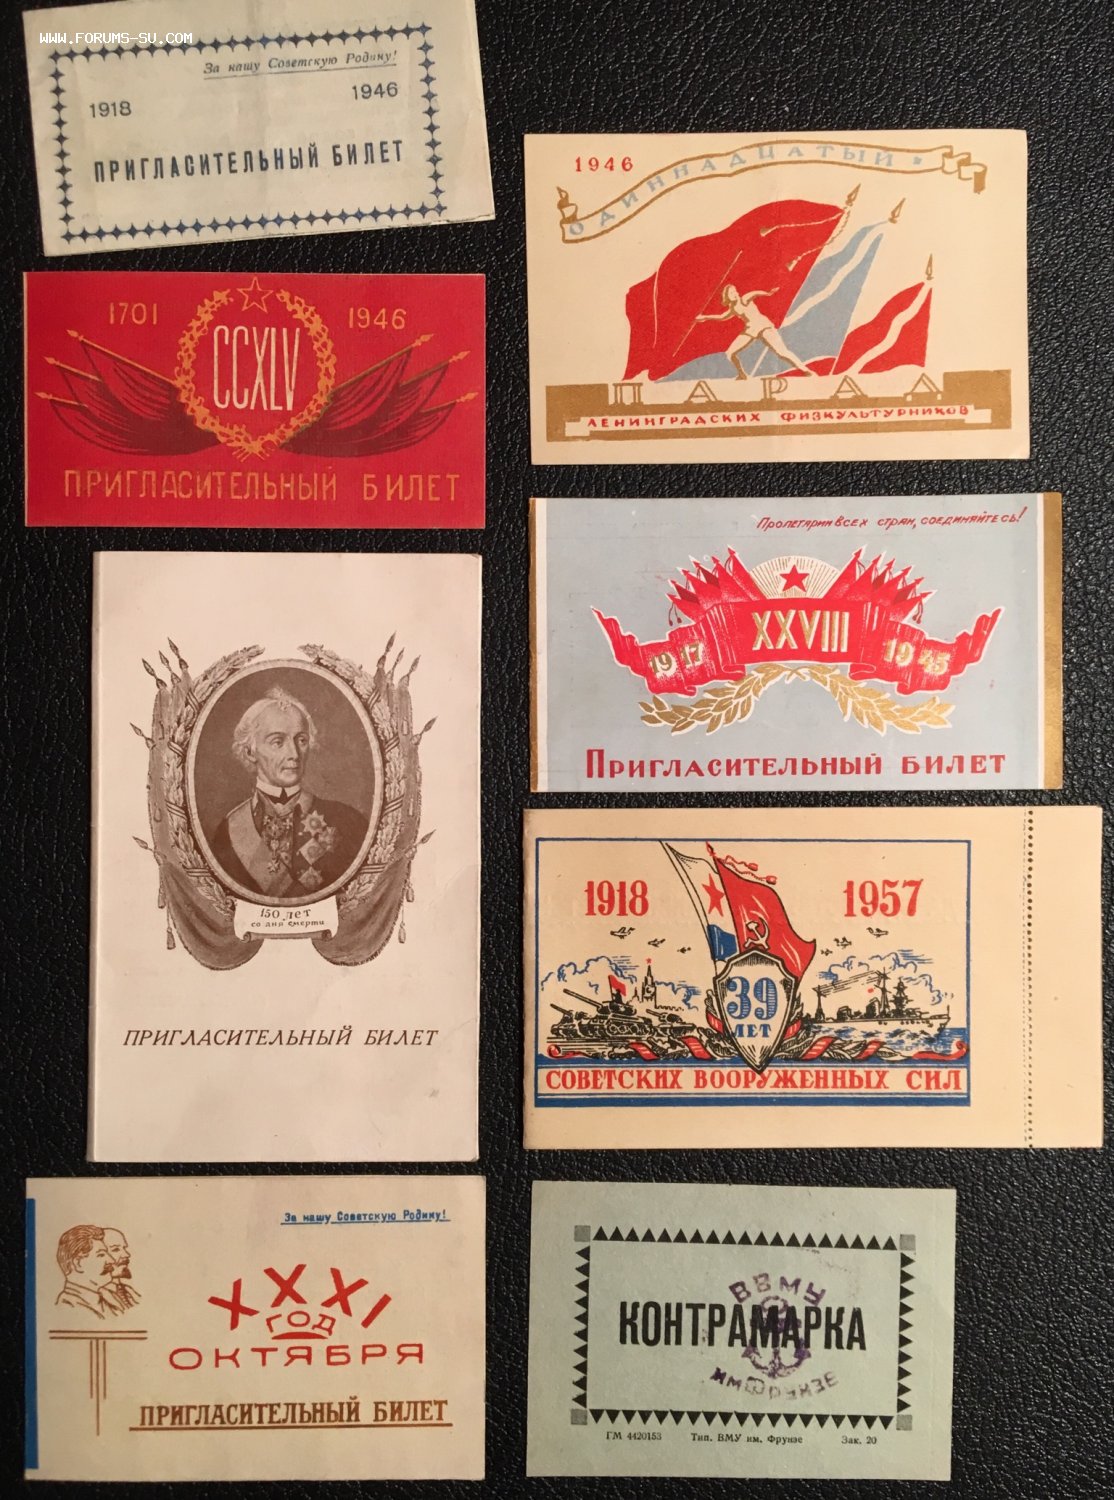 WWW.FORUMS-SU.COM
За нашу Советскую Родину!
1918 1946
ПРИГЛАСИТЕЛЬНЫЙ БИЛЕТ
1946
ОДИННАДЦАТЫЙ
ПАРАД
ЛЕНИНГРАДСКИХ ФИЗКУЛЬТУРНИКОВ
1701 1946
CCXLV
ПРИГЛАСИТЕЛЬНЫЙ БИЛЕТ
Пролетарии всех стран, соединяйтесь!
XXVIII
1917 1945
Пригласительный билет
150 лет
со дня смерти
ПРИГЛАСИТЕЛЬНЫЙ БИЛЕТ
1918 1957
39
ЛЕТ
СОВЕТСКИХ ВООРУЖЕННЫХ СИЛ
За нашу Советскую Родину!
XXXI
ГОД
ОКТЯБРЯ
ПРИГЛАСИТЕЛЬНЫЙ БИЛЕТ
ВВМУ
КОНТРАМАРКА
им Фрунзе
ГМ 4420153 Тип. ВМУ им. Фрунзе Зак. 20